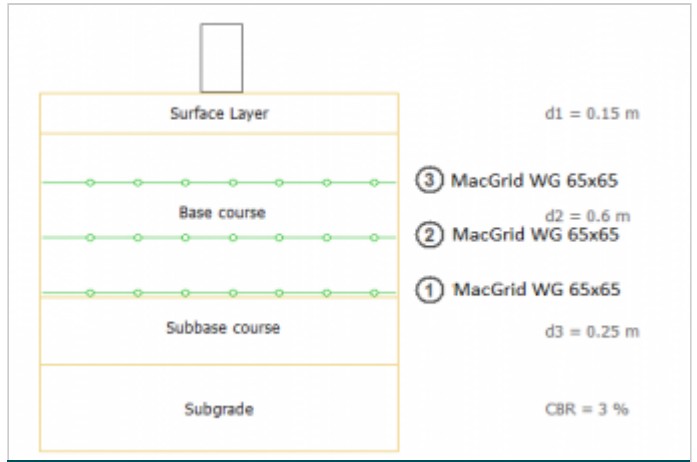 Surface Layer
d1 = 0.15 m
3 MacGrid WG 65x65
Base course
d2 = 0.6 m
2 MacGrid WG 65x65
1 MacGrid WG 65x65
Subbase course
d3 = 0.25 m
Subgrade
CBR = 3 %